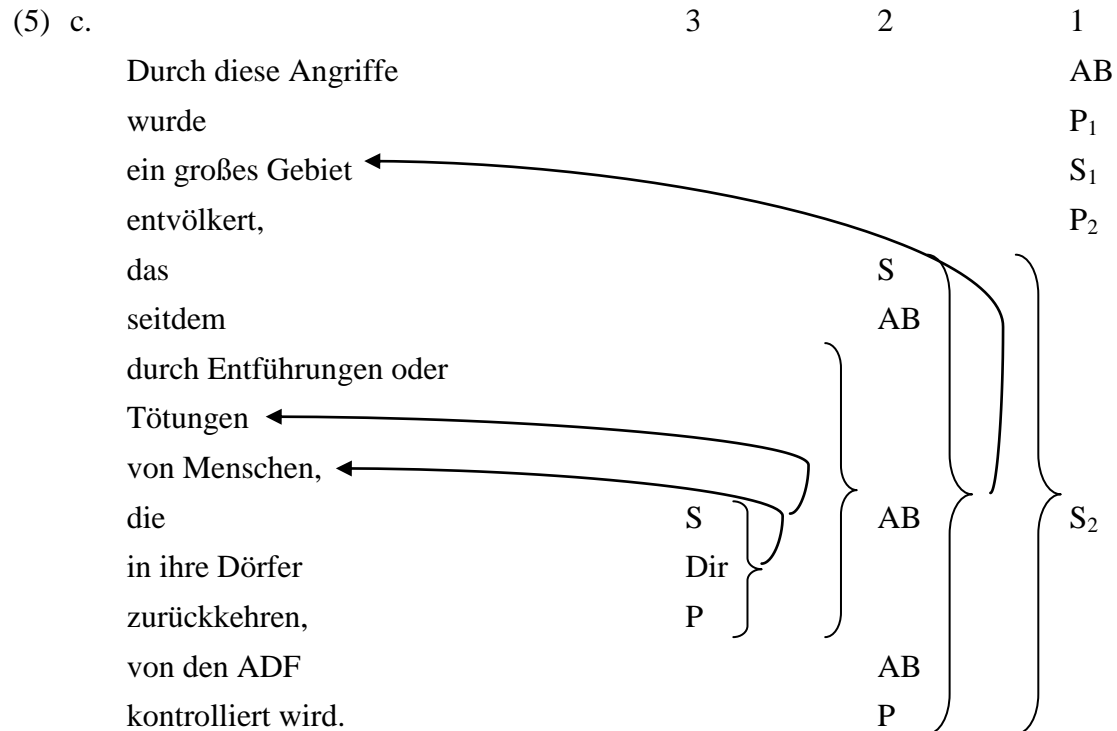 (5) c. 3 2 1
Durch diese Angriffe AB
wurde P₁
ein großes Gebiet S₁
entvölkert, P₂
das S
seitdem AB
durch Entführungen oder
Tötungen
von Menschen,
die S AB S₂
in ihre Dörfer Dir
zurückkehren, P
von den ADF AB
kontrolliert wird. P